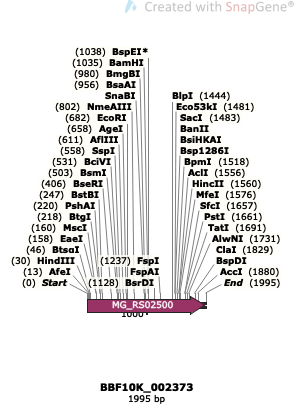 Created with SnapGene®
(1038) BspEI*
(1035) BamHI
(980) BmgBI
(956) BsaAI
SnaBI
(802) NmeAIII
(682) EcoRI
(658) AgeI
(611) AflIII
(558) SspI
(531) BciVI
(503) BsmI
(406) BseRI
(247) BstBI
(220) PshAI
(218) BtgI
(160) MscI
(158) EaeI
(46) BtsαI
(30) HindIII
(13) AfeI
(0) Start
(1237) FspI
FspAI
(1128) BsrDI
BlpI (1444)
Eco53kI (1481)
SacI (1483)
BanII
BsiHKAI
Bsp1286I
BpmI (1518)
AclI (1556)
HincII (1560)
MfeI (1576)
SfcI (1657)
PstI (1661)
TatI (1691)
AlwNI (1731)
ClaI (1829)
BspDI
AccI (1880)
End (1995)
MG_RS02500
1000
BBF10K_002373
1995 bp